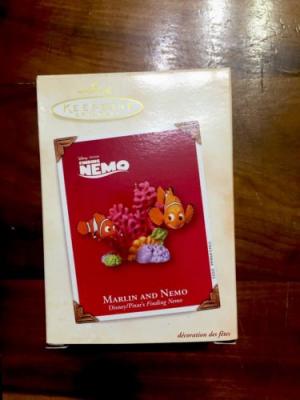 KEEPSAKE
Disney · PIXAR
FINDING
NEMO
MARLIN AND NEMO
Disney/Pixar's Finding Nemo
décoration des fêtes